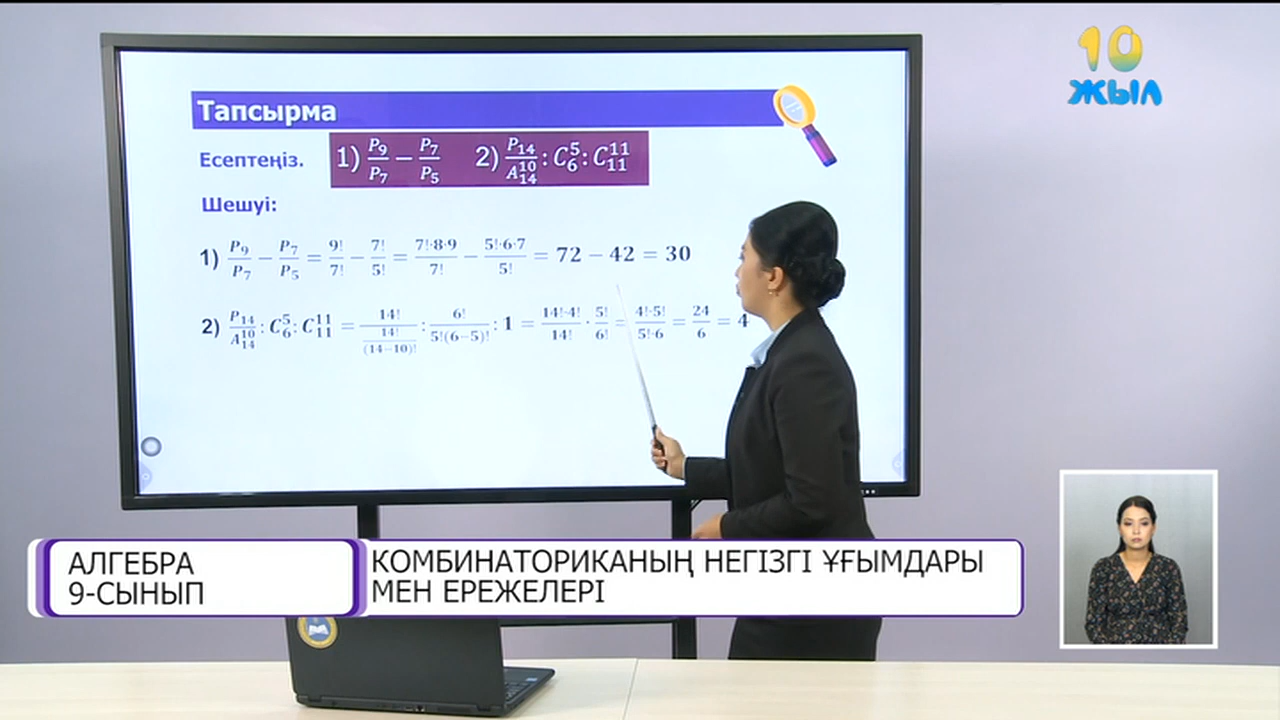 10
ЖЫЛ
Тапсырма
Есептеңіз. 1) P₉/P₇ − P₇/P₅ 2) P₁₄/A₁₄¹⁰ : C₆⁵ : C₁₁¹¹
Шешуі:
1) P₉/P₇ − P₇/P₅ = 9!/7! − 7!/5! = 7!·8·9/7! − 5!·6·7/5! = 72 − 42 = 30
2) P₁₄/A₁₄¹⁰ : C₆⁵ : C₁₁¹¹ = 14!/(14!/(14−10)!) : 6!/5!(6−5)! : 1 = 14!·4!/14! · 5!/6! = 4!·5!/5!·6 = 24/6 = 4
АЛГЕБРА
9-СЫНЫП
КОМБИНАТОРИКАНЫҢ НЕГІЗГІ ҰҒЫМДАРЫ
МЕН ЕРЕЖЕЛЕРІ